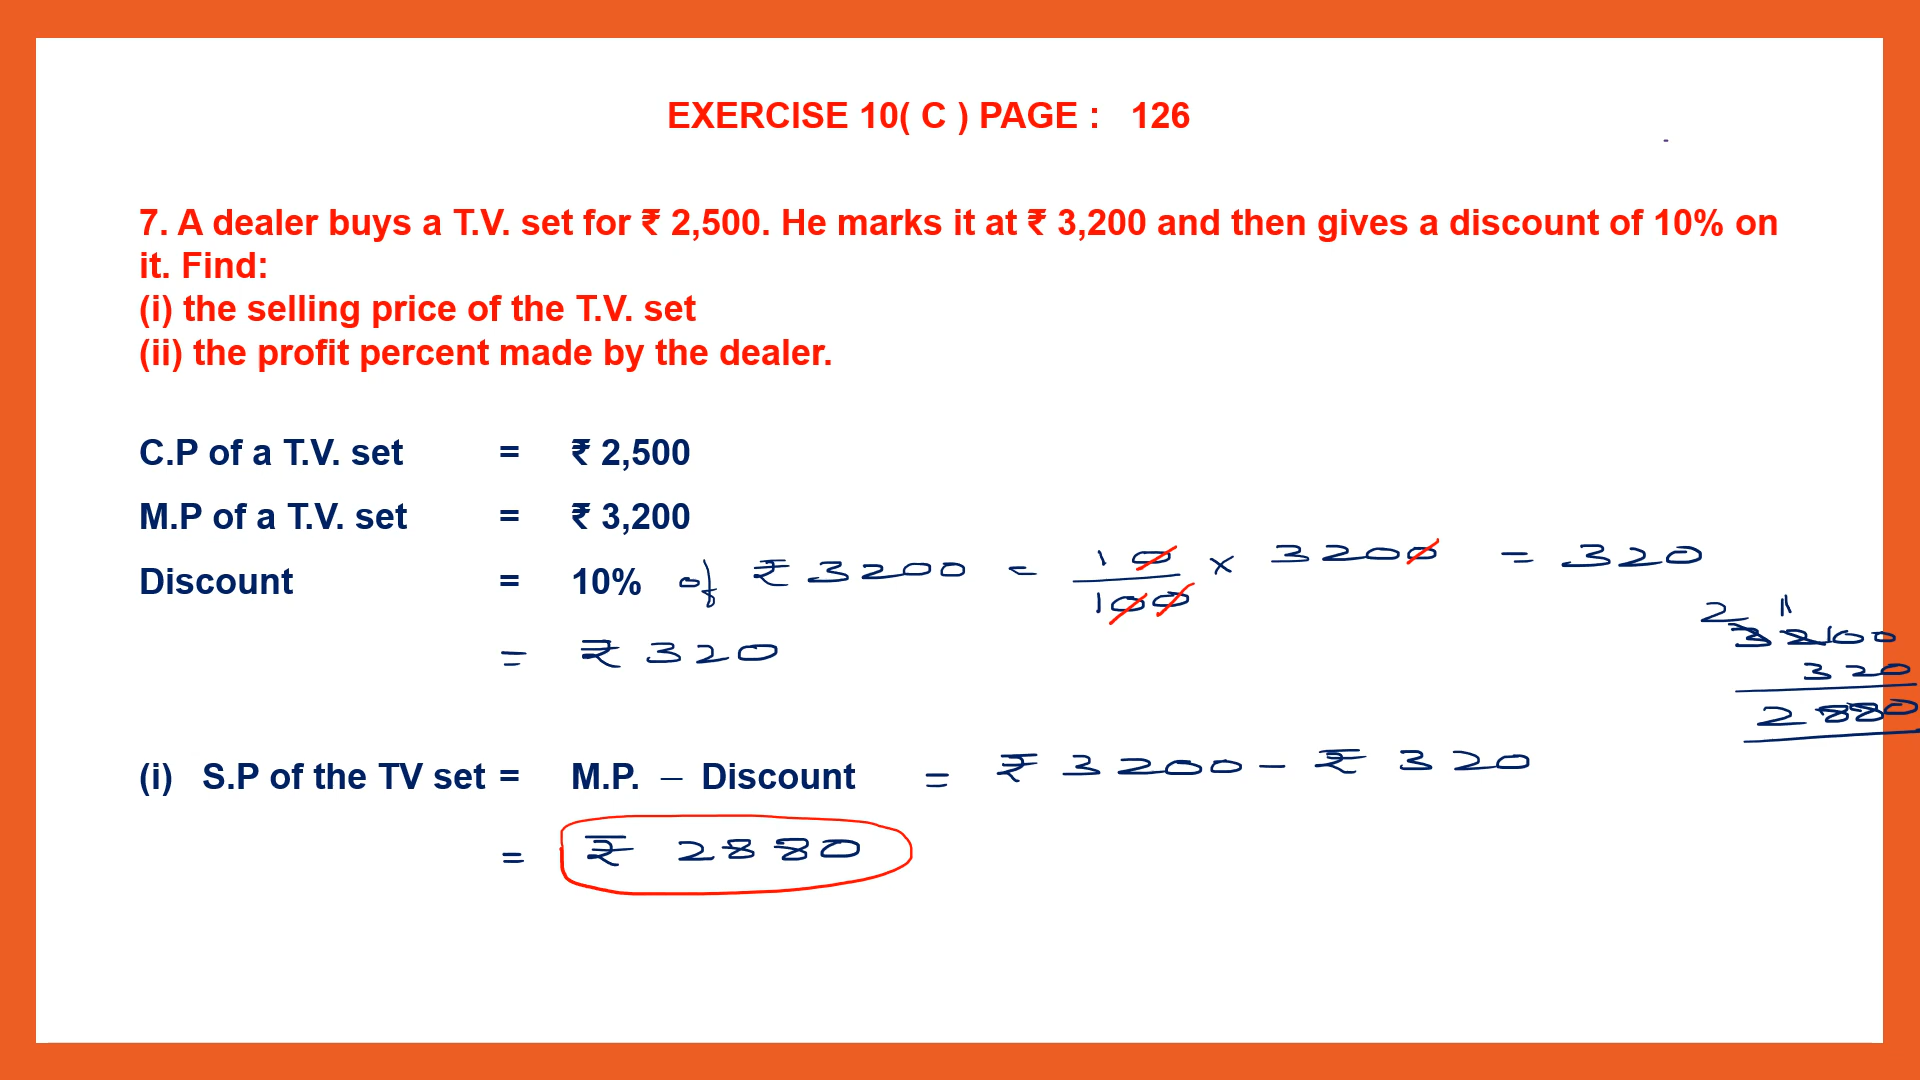 EXERCISE 10( C ) PAGE : 126
7. A dealer buys a T.V. set for ₹ 2,500. He marks it at ₹ 3,200 and then gives a discount of 10% on
it. Find:
(i) the selling price of the T.V. set
(ii) the profit percent made by the dealer.
C.P of a T.V. set = ₹ 2,500
M.P of a T.V. set = ₹ 3,200
Discount = 10% of ₹ 3200 = 10/100 × 3200 = 320
= ₹ 320
2 11
3200
320
2880
(i) S.P of the TV set = M.P. – Discount = ₹ 3200 – ₹ 320
= ₹ 2880